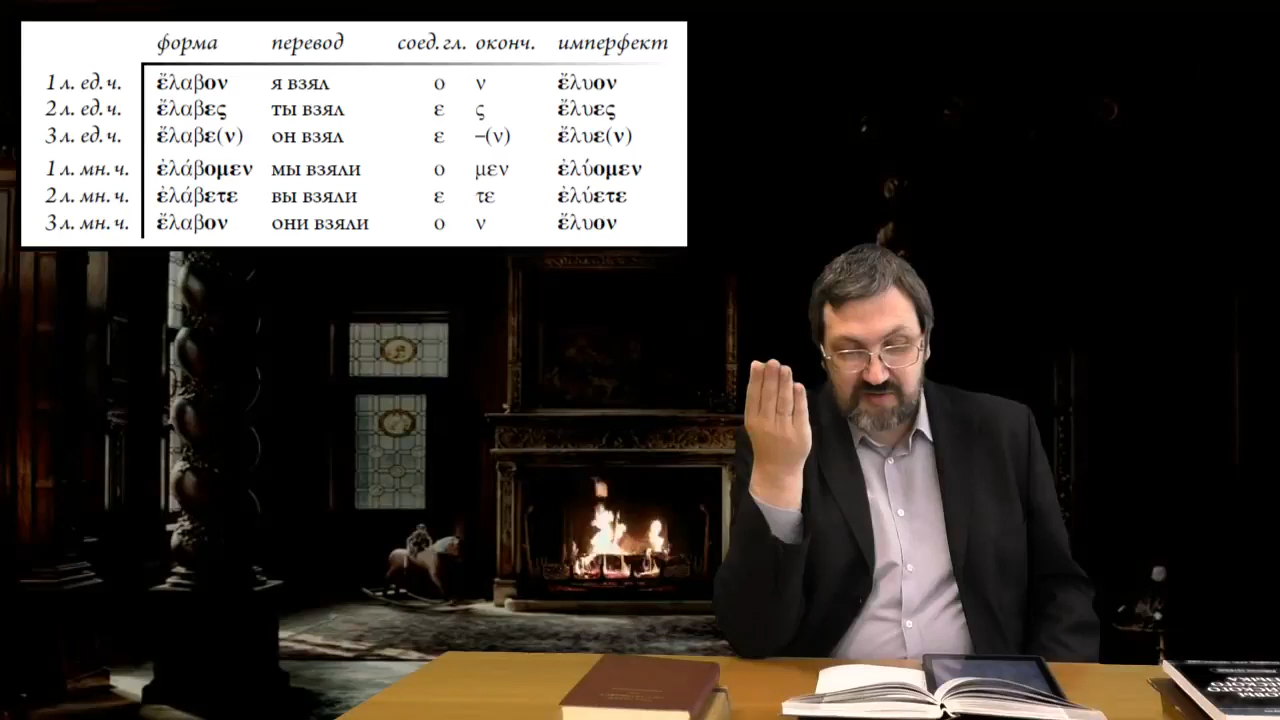 форма перевод соед. гл. оконч. имперфект
1 л. ед. ч. ἔλαβον я взял ο ν ἔλυον
2 л. ед. ч. ἔλαβες ты взял ε ς ἔλυες
3 л. ед. ч. ἔλαβε(ν) он взял ε –(ν) ἔλυε(ν)
1 л. мн. ч. ἐλάβομεν мы взяли ο μεν ἐλύομεν
2 л. мн. ч. ἐλάβετε вы взяли ε τε ἐλύετε
3 л. мн. ч. ἔλαβον они взяли ο ν ἔλυον